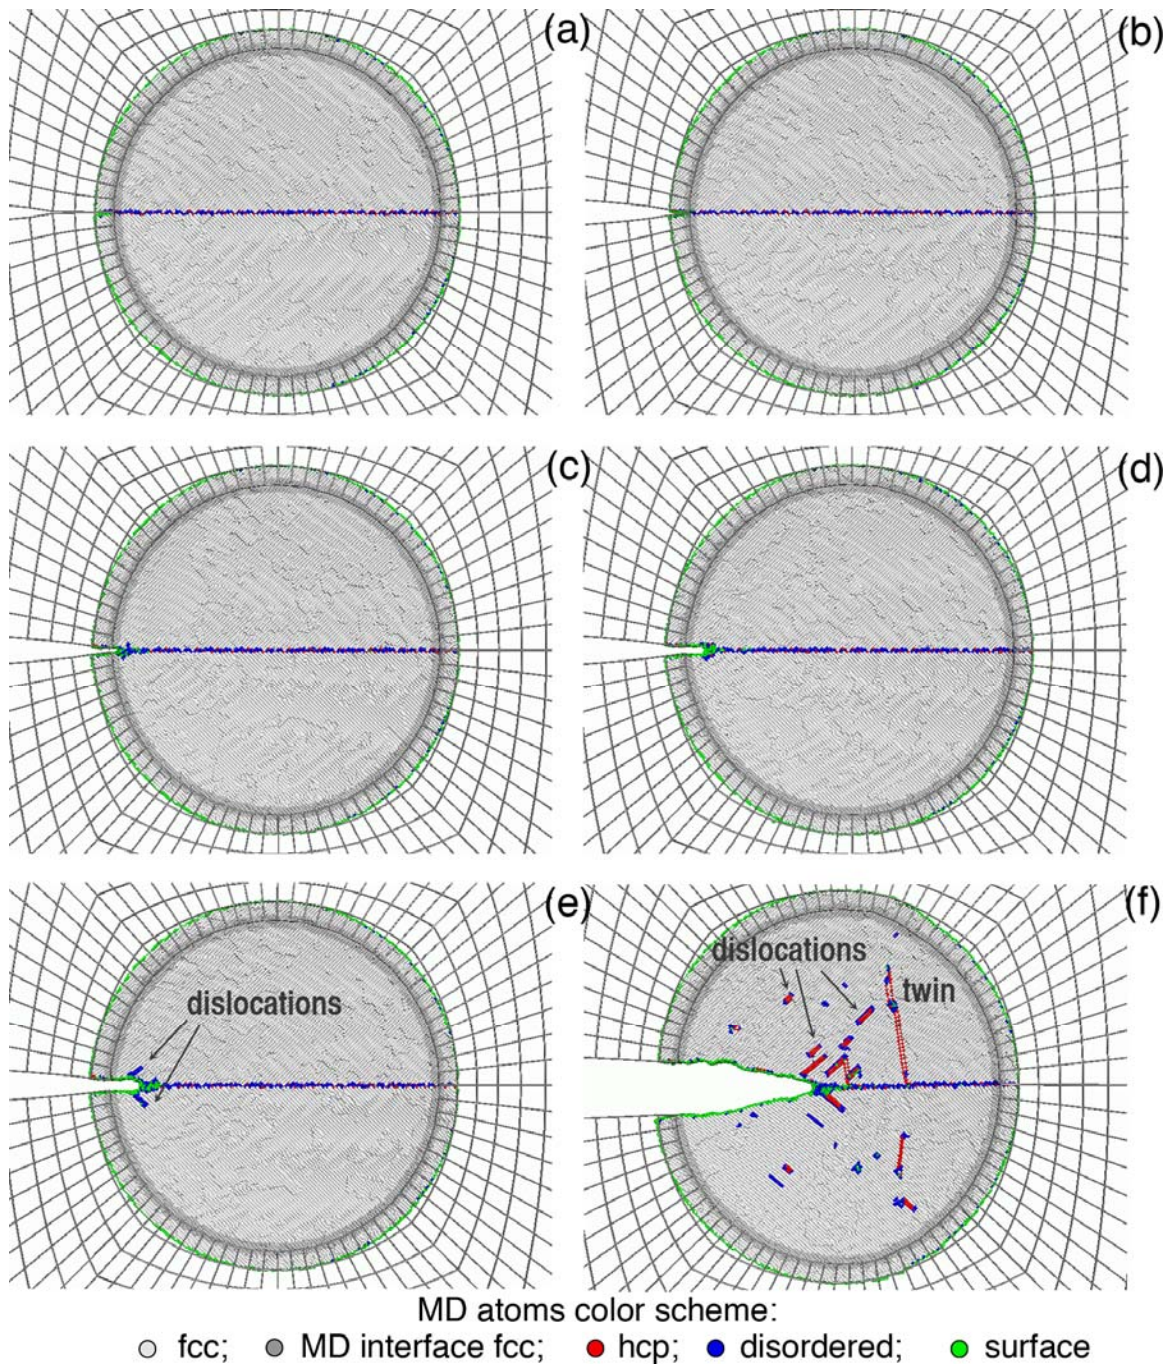 (a)
(b)
(c)
(d)
(e)
(f)
dislocations
dislocations
twin
MD atoms color scheme:
fcc; MD interface fcc; hcp; disordered; surface